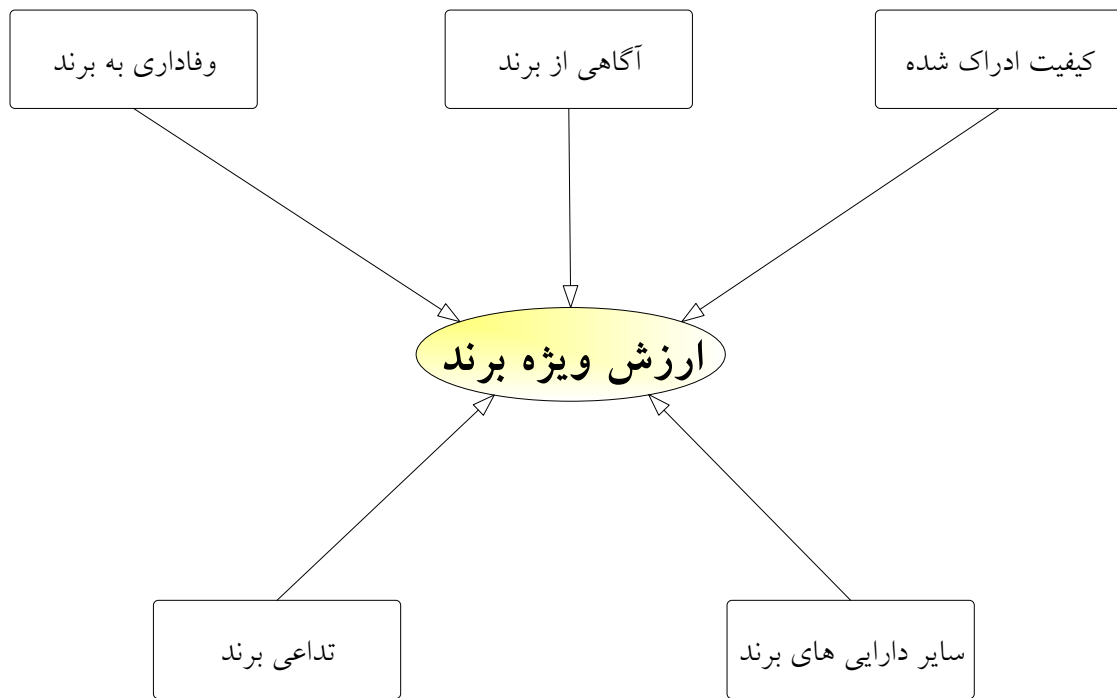 کیفیت ادراک شده
آگاهی از برند
وفاداری به برند
ارزش ویژه برند
سایر دارایی های برند
تداعی برند